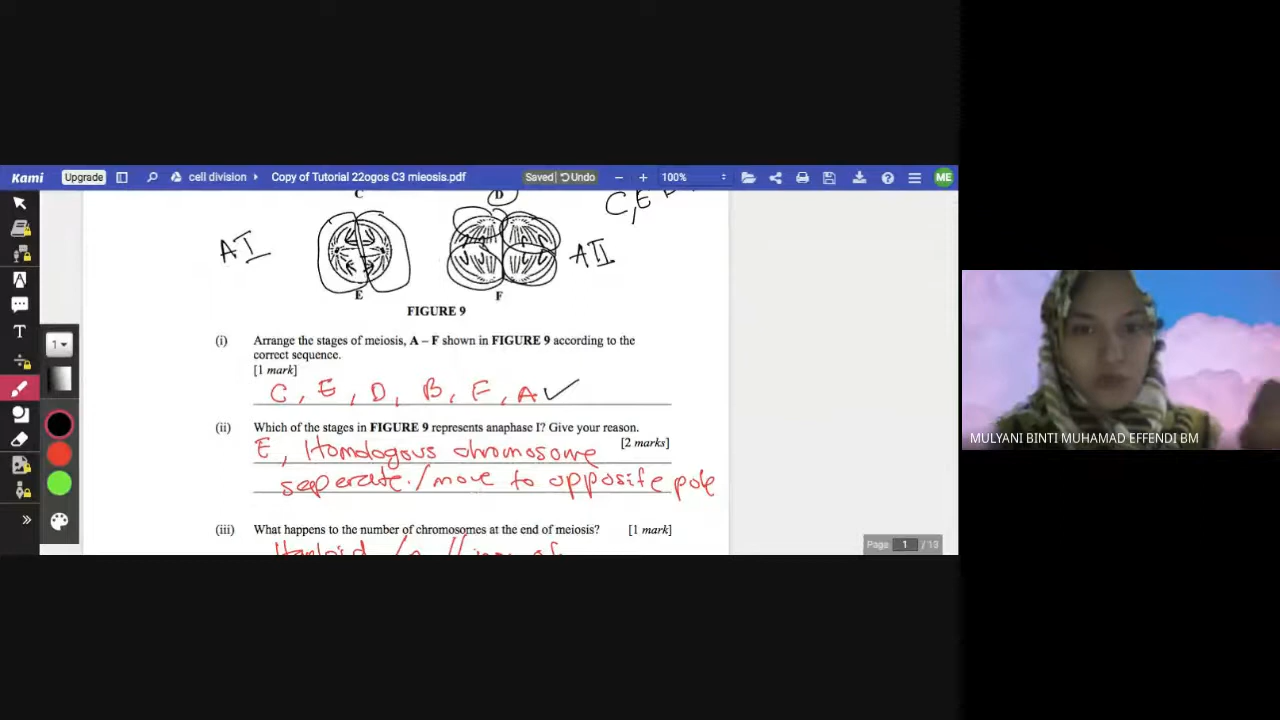 Kami Upgrade cell division Copy of Tutorial 22ogos C3 mieosis.pdf Saved Undo 100% ME
C D C, E
A I A II
E F
FIGURE 9
(i) Arrange the stages of meiosis, A – F shown in FIGURE 9 according to the
correct sequence.
[1 mark]
C, E, D, B, F, A ✓
(ii) Which of the stages in FIGURE 9 represents anaphase I? Give your reason.
[2 marks]
E, Homologous chromosome
seperate./move to opposite pole
(iii) What happens to the number of chromosomes at the end of meiosis? [1 mark]
Page 1 / 13
1
T
MULYANI BINTI MUHAMAD EFFENDI BM